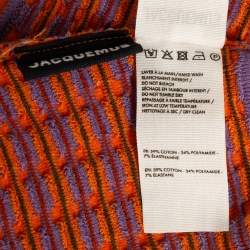 JACQUEMUS
LAVER À LA MAIN / HAND WASH
BLANCHIMENT INTERDIT /
DO NOT BLEACH
SÉCHAGE EN TAMBOUR INTERDIT /
DO NOT TUMBLE DRY
REPASSAGE À FAIBLE TEMPÉRATURE /
IRON AT LOW TEMPERATURE
NETTOYAGE À SEC / DRY CLEAN
FR: 59% COTON - 34% POLYAMIDE -
7% ÉLASTHANNE
EN: 59% COTTON - 34% POLYAMIDE -
7% ELASTANE